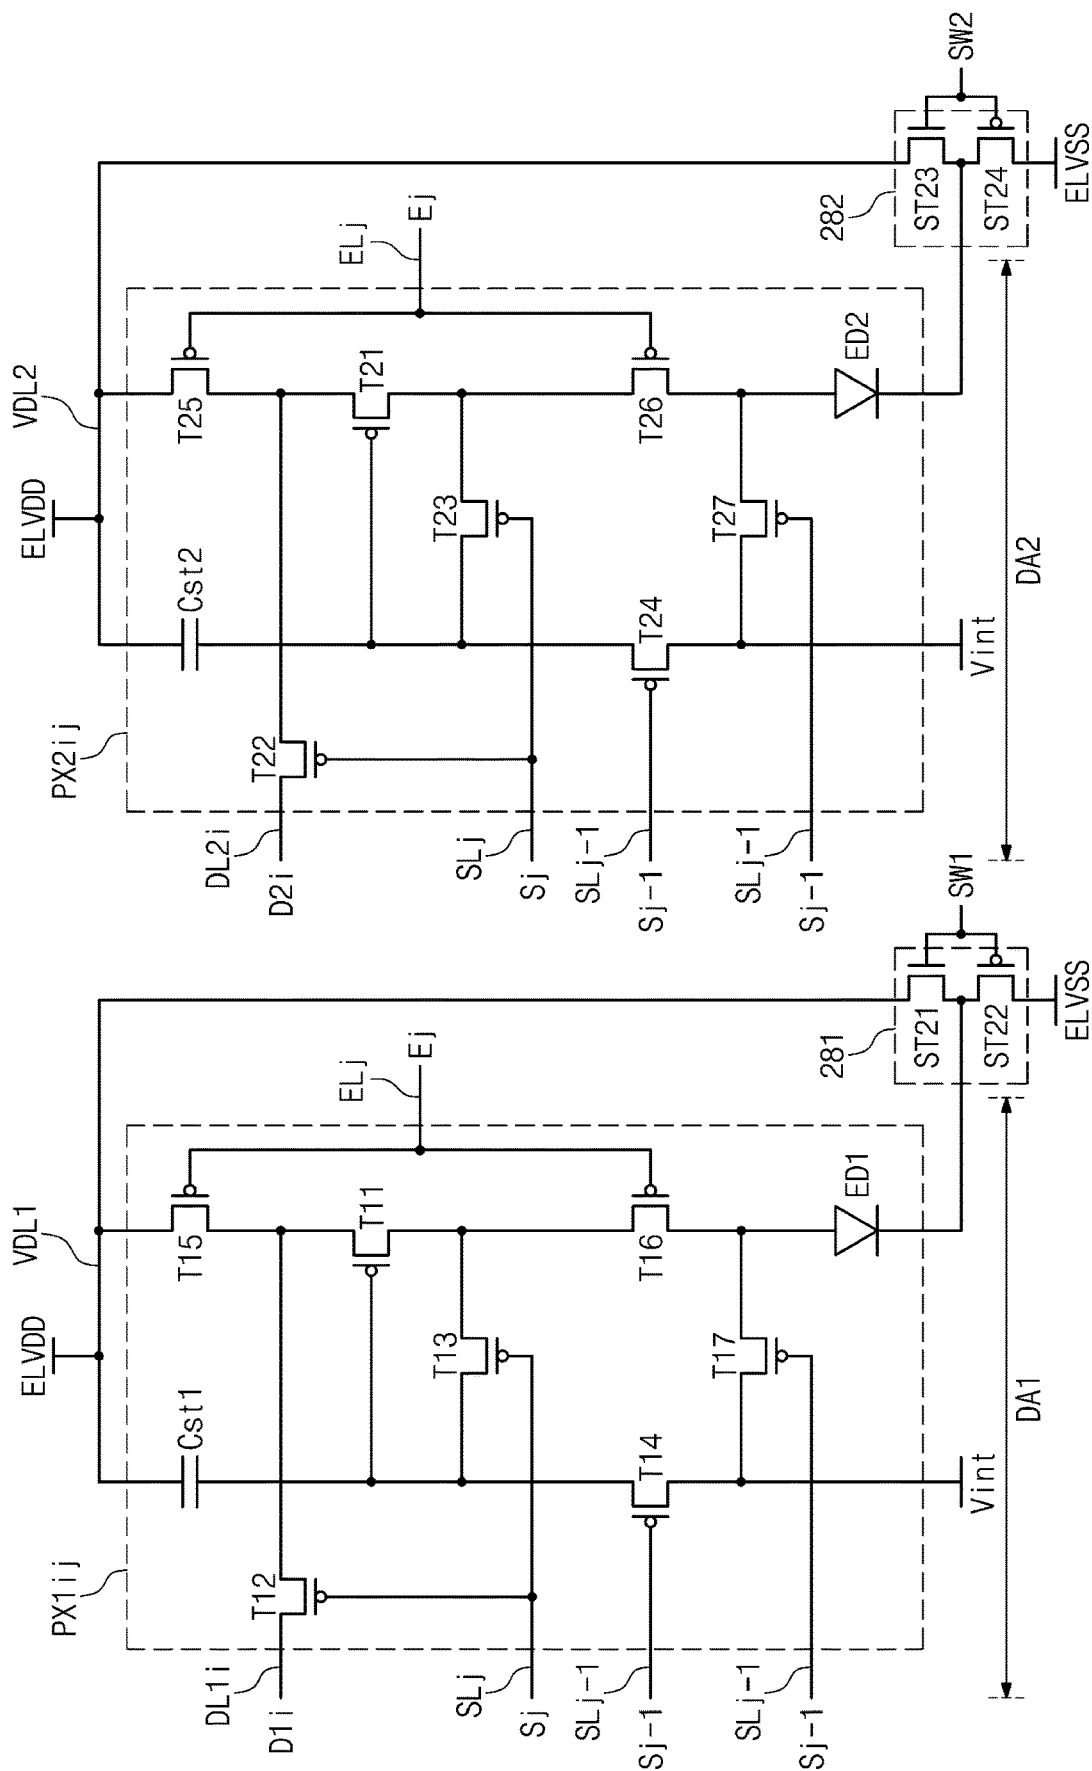 ELVDD
VDL1
PX1ij
Cst1
T15
DL1i
D1i
T12
T11
ELj
Ej
SLj
Sj
T13
SLj-1
Sj-1
T14
T16
SLj-1
Sj-1
T17
ED1
281
ST21
ST22
SW1
Vint
ELVSS
DA1
ELVDD
VDL2
PX2ij
Cst2
T25
DL2i
D2i
T22
T21
ELj
Ej
SLj
Sj
T23
SLj-1
Sj-1
T24
T26
SLj-1
Sj-1
T27
ED2
282
ST23
ST24
SW2
Vint
ELVSS
DA2